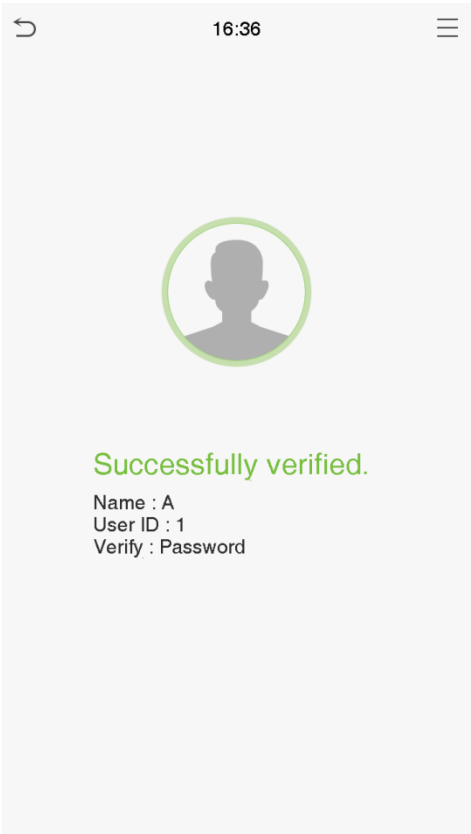 16:36
Successfully verified.
Name : A
User ID : 1
Verify : Password